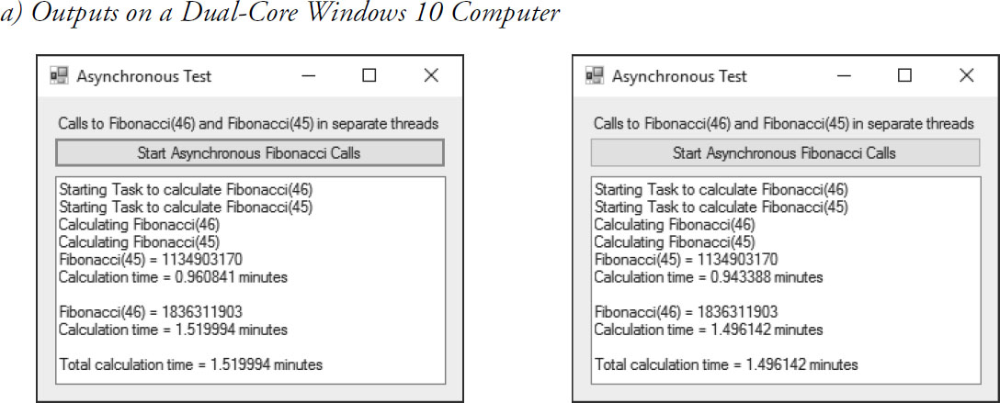 a) Outputs on a Dual-Core Windows 10 Computer
Asynchronous Test
Calls to Fibonacci(46) and Fibonacci(45) in separate threads
Start Asynchronous Fibonacci Calls
Starting Task to calculate Fibonacci(46)
Starting Task to calculate Fibonacci(45)
Calculating Fibonacci(46)
Calculating Fibonacci(45)
Fibonacci(45) = 1134903170
Calculation time = 0.960841 minutes
Fibonacci(46) = 1836311903
Calculation time = 1.519994 minutes
Total calculation time = 1.519994 minutes
Asynchronous Test
Calls to Fibonacci(46) and Fibonacci(45) in separate threads
Start Asynchronous Fibonacci Calls
Starting Task to calculate Fibonacci(46)
Starting Task to calculate Fibonacci(45)
Calculating Fibonacci(46)
Calculating Fibonacci(45)
Fibonacci(45) = 1134903170
Calculation time = 0.943388 minutes
Fibonacci(46) = 1836311903
Calculation time = 1.496142 minutes
Total calculation time = 1.496142 minutes